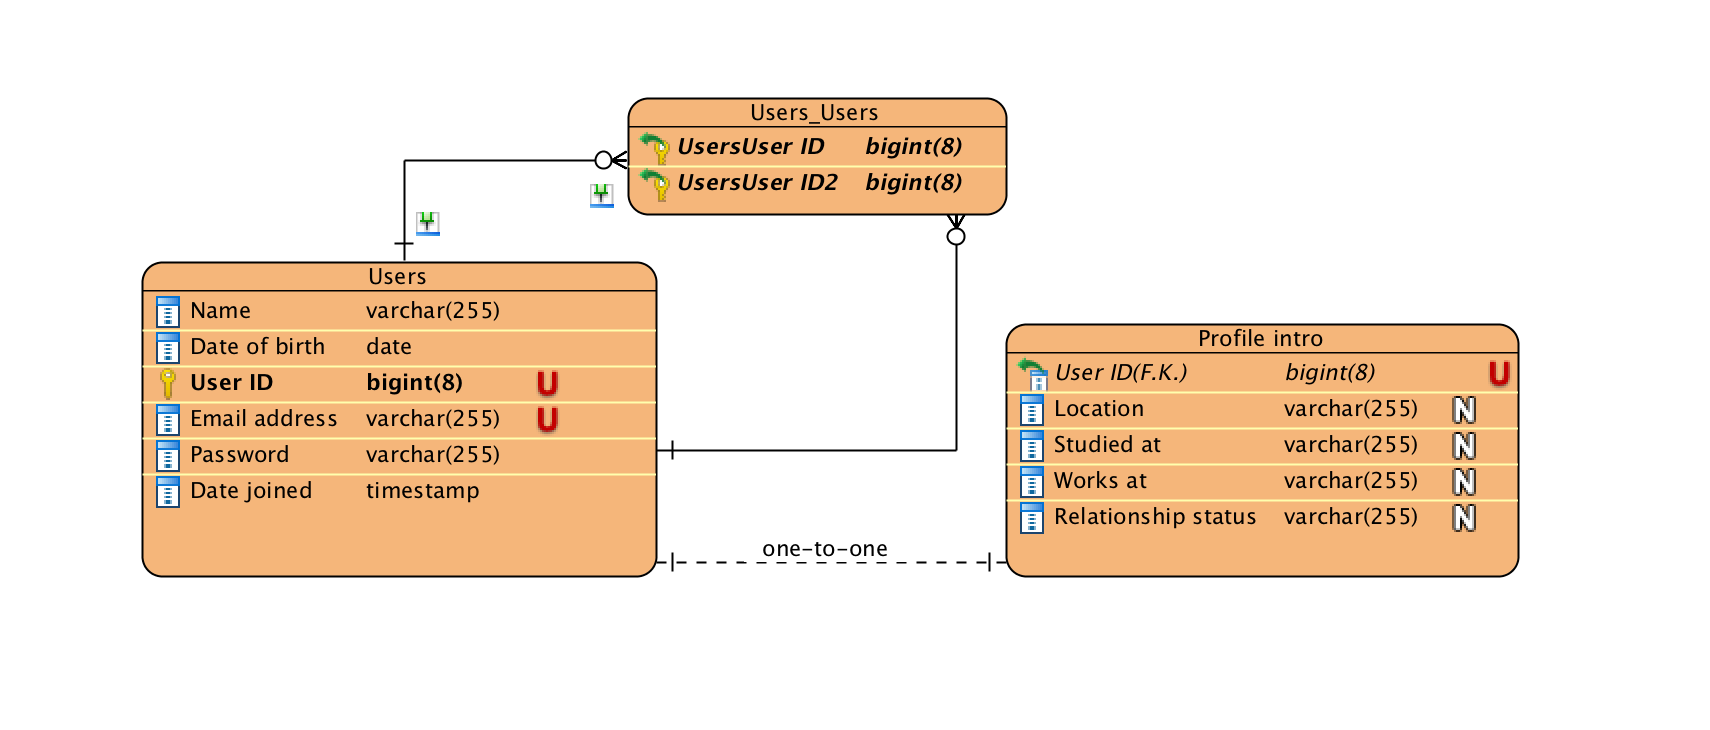 Users_Users
UsersUser ID bigint(8)
UsersUser ID2 bigint(8)
Users
Name varchar(255)
Date of birth date
User ID bigint(8) U
Email address varchar(255) U
Password varchar(255)
Date joined timestamp
Profile intro
User ID(F.K.) bigint(8) U
Location varchar(255) N
Studied at varchar(255) N
Works at varchar(255) N
Relationship status varchar(255) N
one-to-one